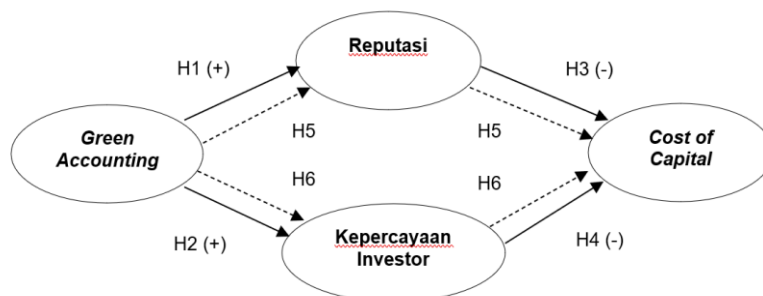 Reputasi
H1 (+)
H3 (-)
H5
H5
Green
Accounting
Cost of
Capital
H6
H6
Kepercayaan
Investor
H2 (+)
H4 (-)